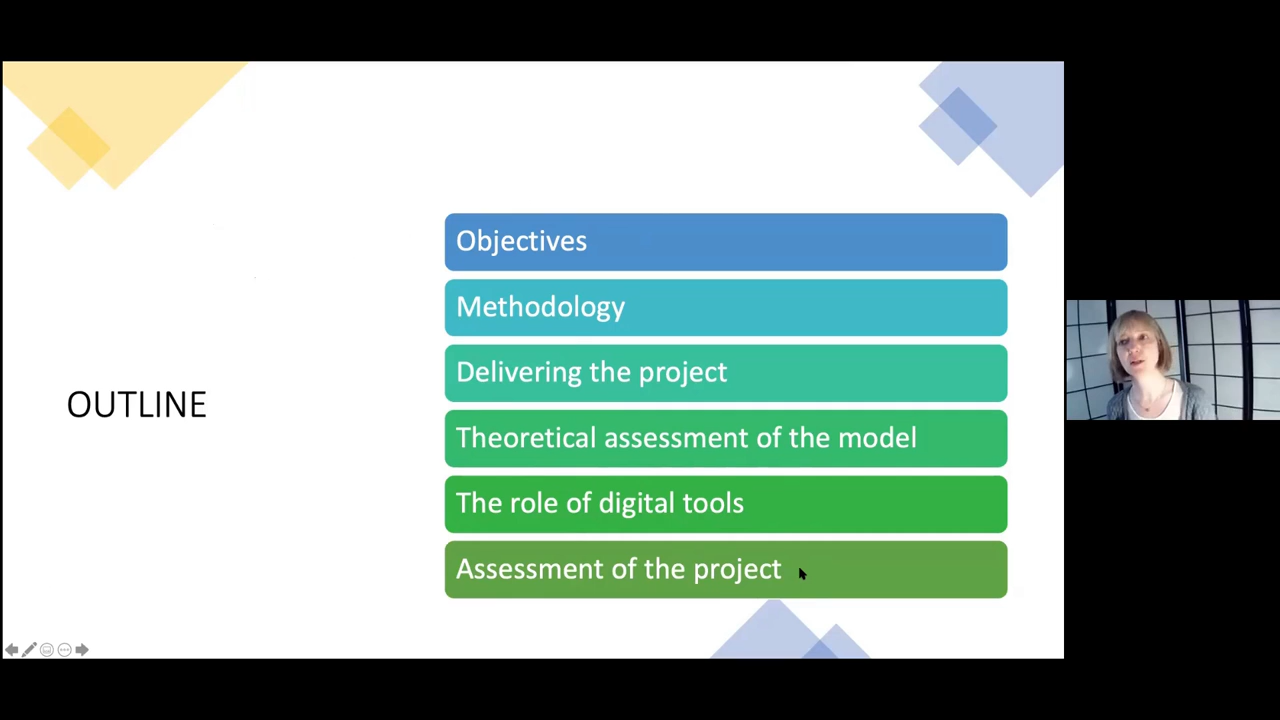 OUTLINE
Objectives
Methodology
Delivering the project
Theoretical assessment of the model
The role of digital tools
Assessment of the project